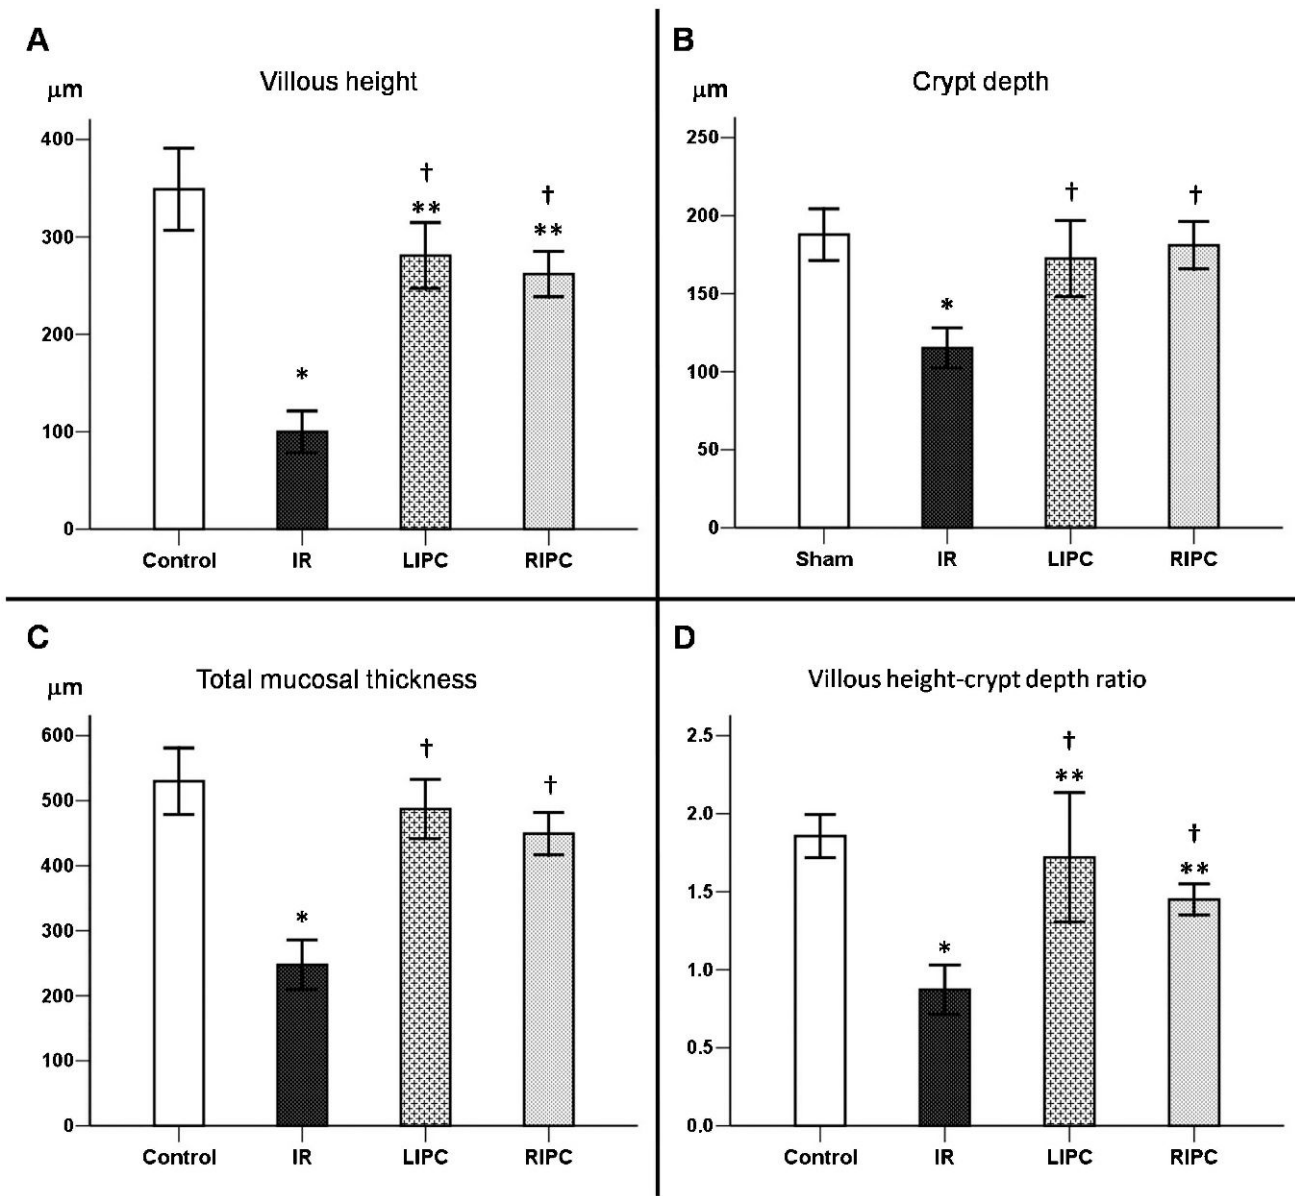 A
Villous height
μm
400
300
200
100
0
*
†
**
†
**
Control IR LIPC RIPC
B
Crypt depth
μm
250
200
150
100
50
0
*
†
†
Sham IR LIPC RIPC
C
Total mucosal thickness
μm
600
500
400
300
200
100
0
*
†
†
Control IR LIPC RIPC
D
Villous height-crypt depth ratio
2.5
2.0
1.5
1.0
0.5
0.0
*
†
**
†
**
Control IR LIPC RIPC